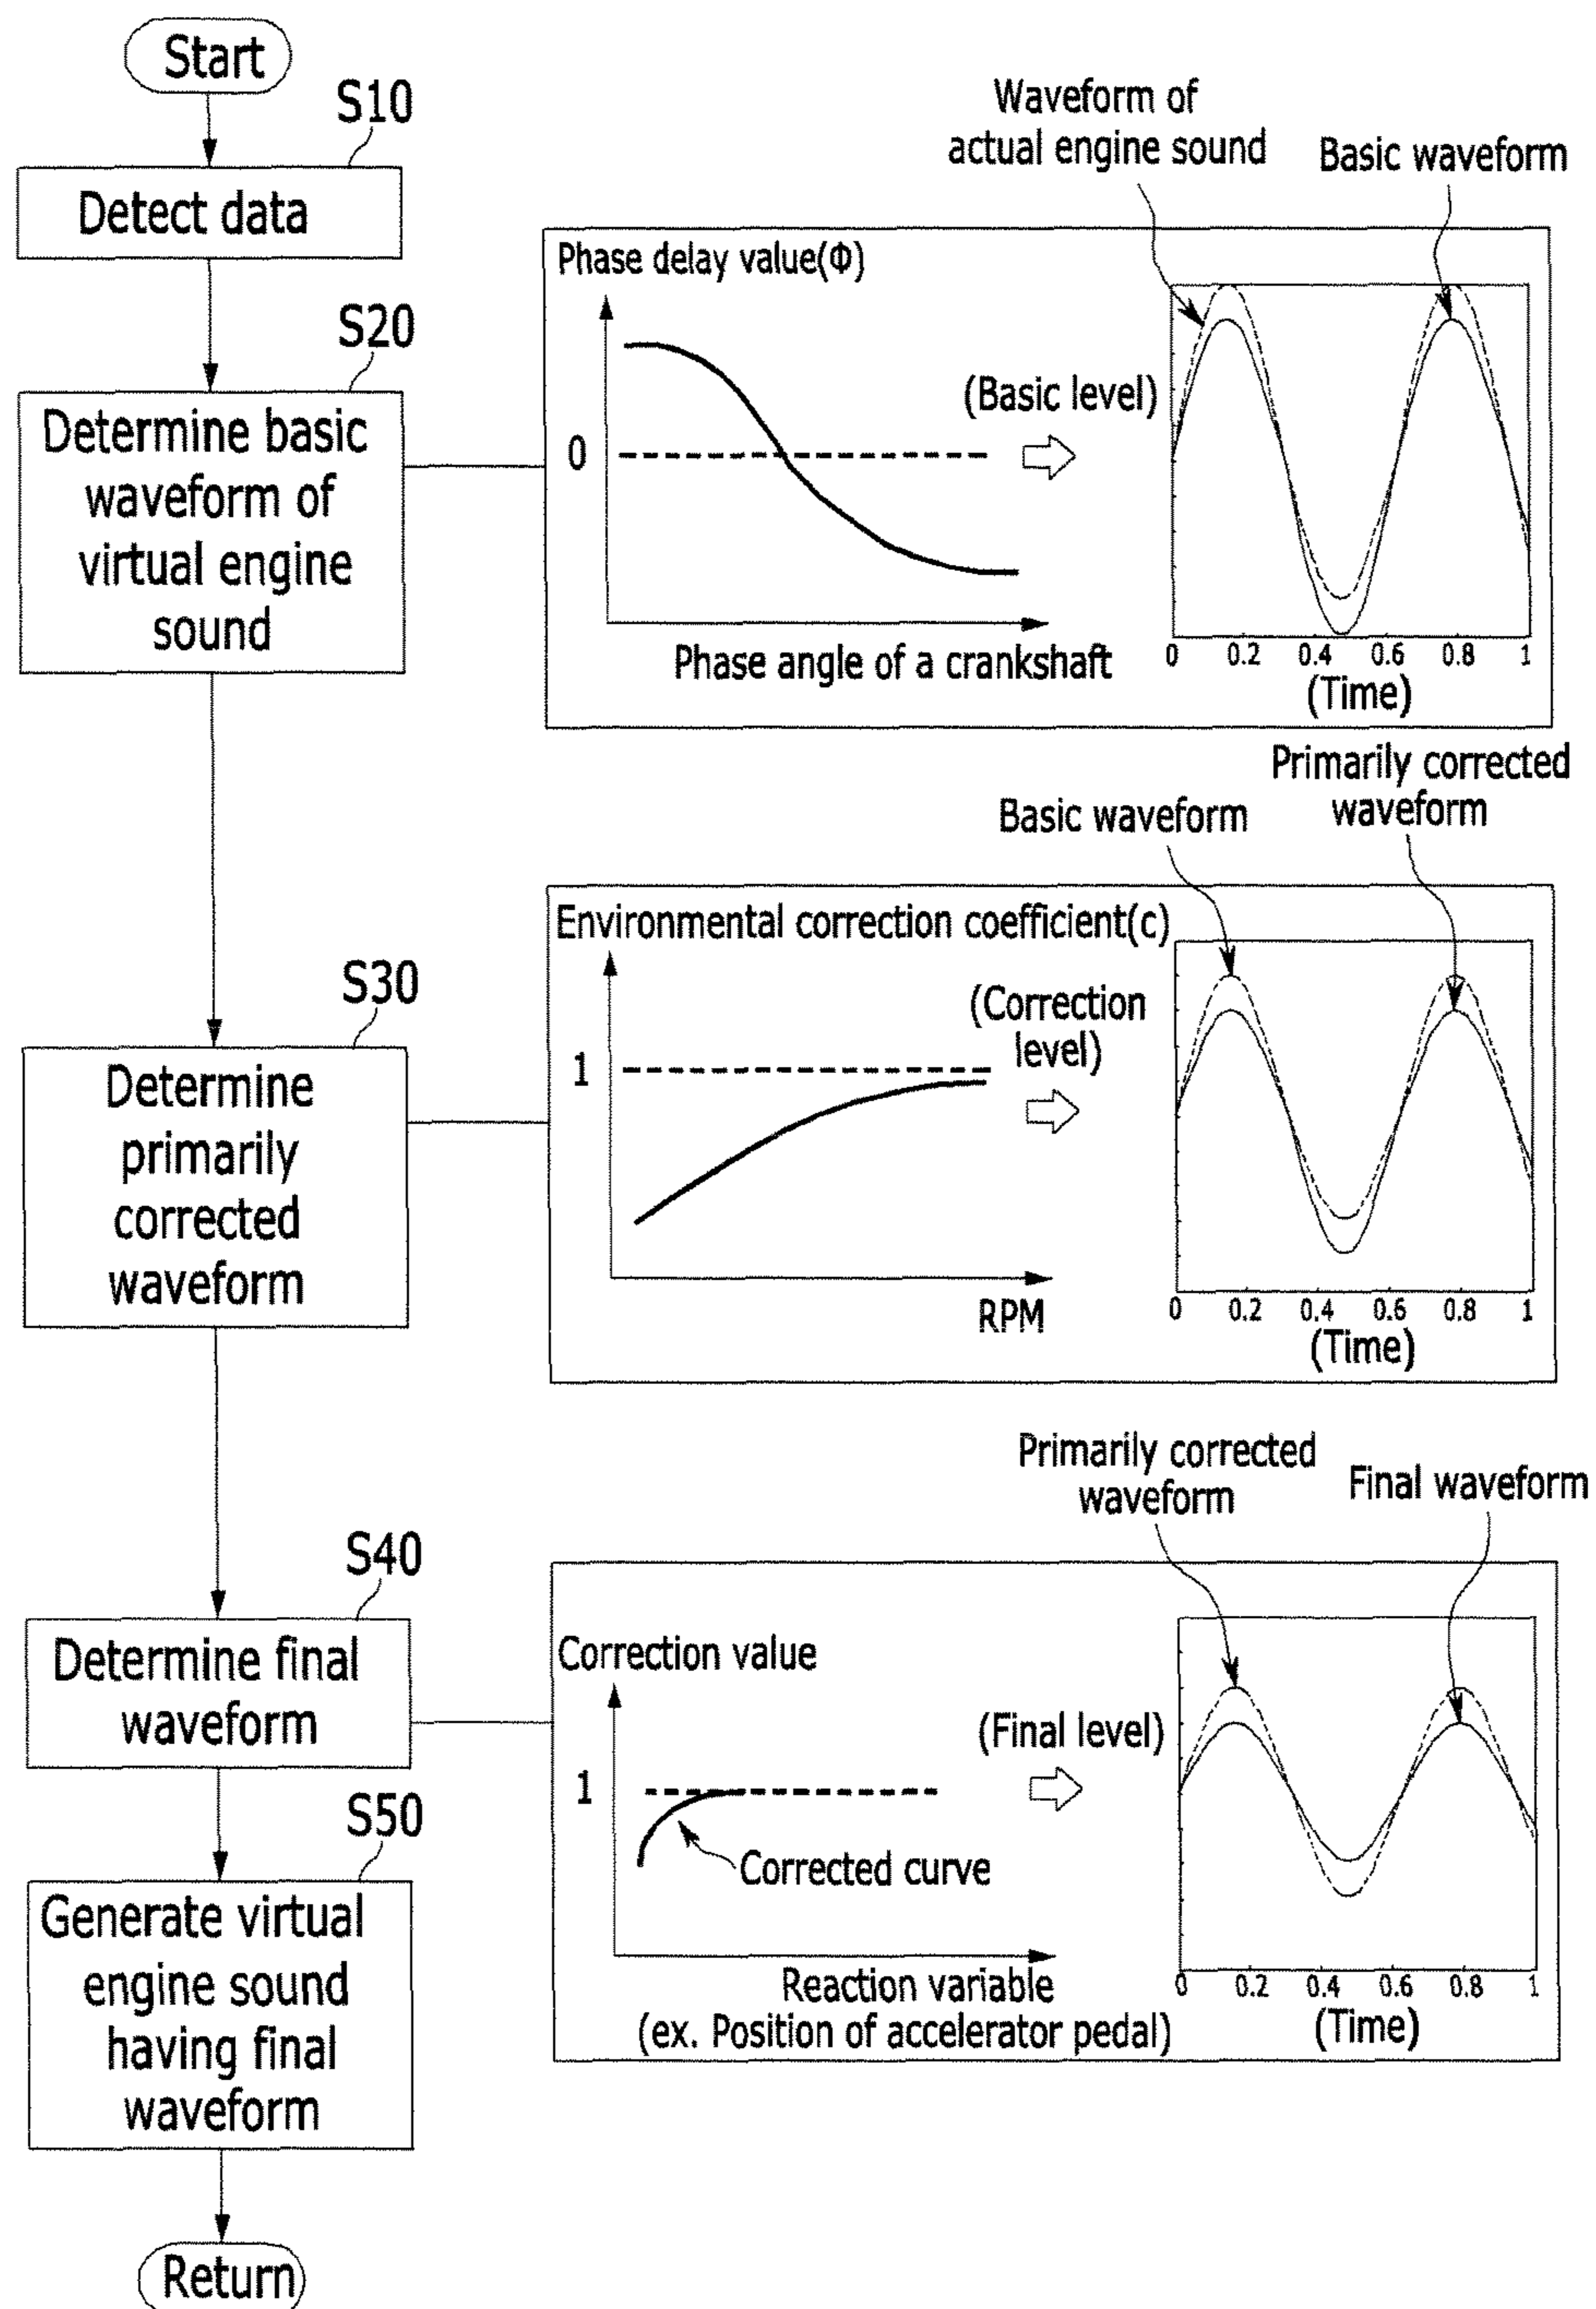 Start
S10
Detect data
S20
Determine basic
waveform of
virtual engine
sound
Waveform of
actual engine sound
Basic waveform
Phase delay value(Φ)
0
Phase angle of a crankshaft
(Basic level)
0 0.2 0.4 0.6 0.8 1
(Time)
S30
Determine
primarily
corrected
waveform
Basic waveform
Primarily corrected
waveform
Environmental correction coefficient(c)
1
RPM
(Correction
level)
0 0.2 0.4 0.6 0.8 1
(Time)
S40
Determine final
waveform
Primarily corrected
waveform
Final waveform
Correction value
1
Corrected curve
Reaction variable
(ex. Position of accelerator pedal)
(Final level)
0 0.2 0.4 0.6 0.8 1
(Time)
S50
Generate virtual
engine sound
having final
waveform
Return